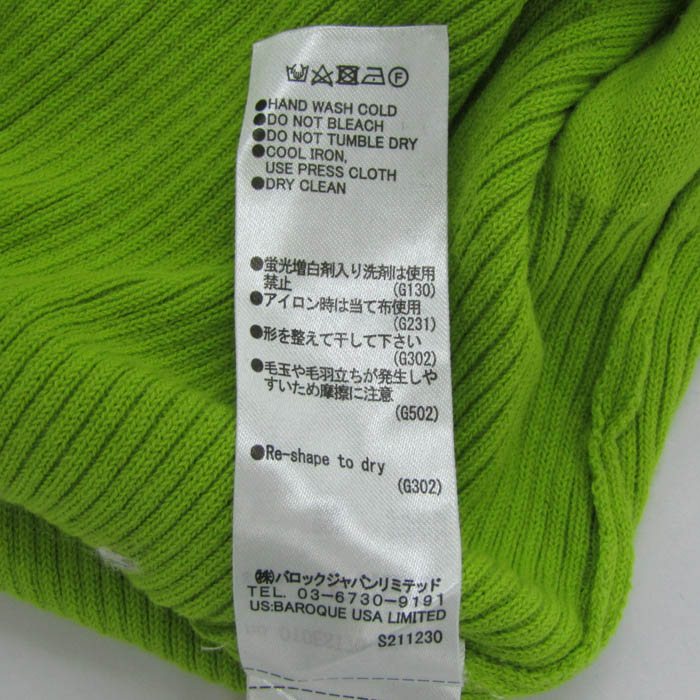 F
●HAND WASH COLD
●DO NOT BLEACH
●DO NOT TUMBLE DRY
●COOL IRON,
USE PRESS CLOTH
●DRY CLEAN
●蛍光増白剤入り洗剤は使用
禁止 (G130)
●アイロン時は当て布使用
(G231)
●形を整えて干して下さい
(G302)
●毛玉や毛羽立ちが発生しや
すいため摩擦に注意
(G502)
●Re-shape to dry
(G302)
㈱バロックジャパンリミテッド
TEL. 03-6730-9191
US:BAROQUE USA LIMITED
S211230